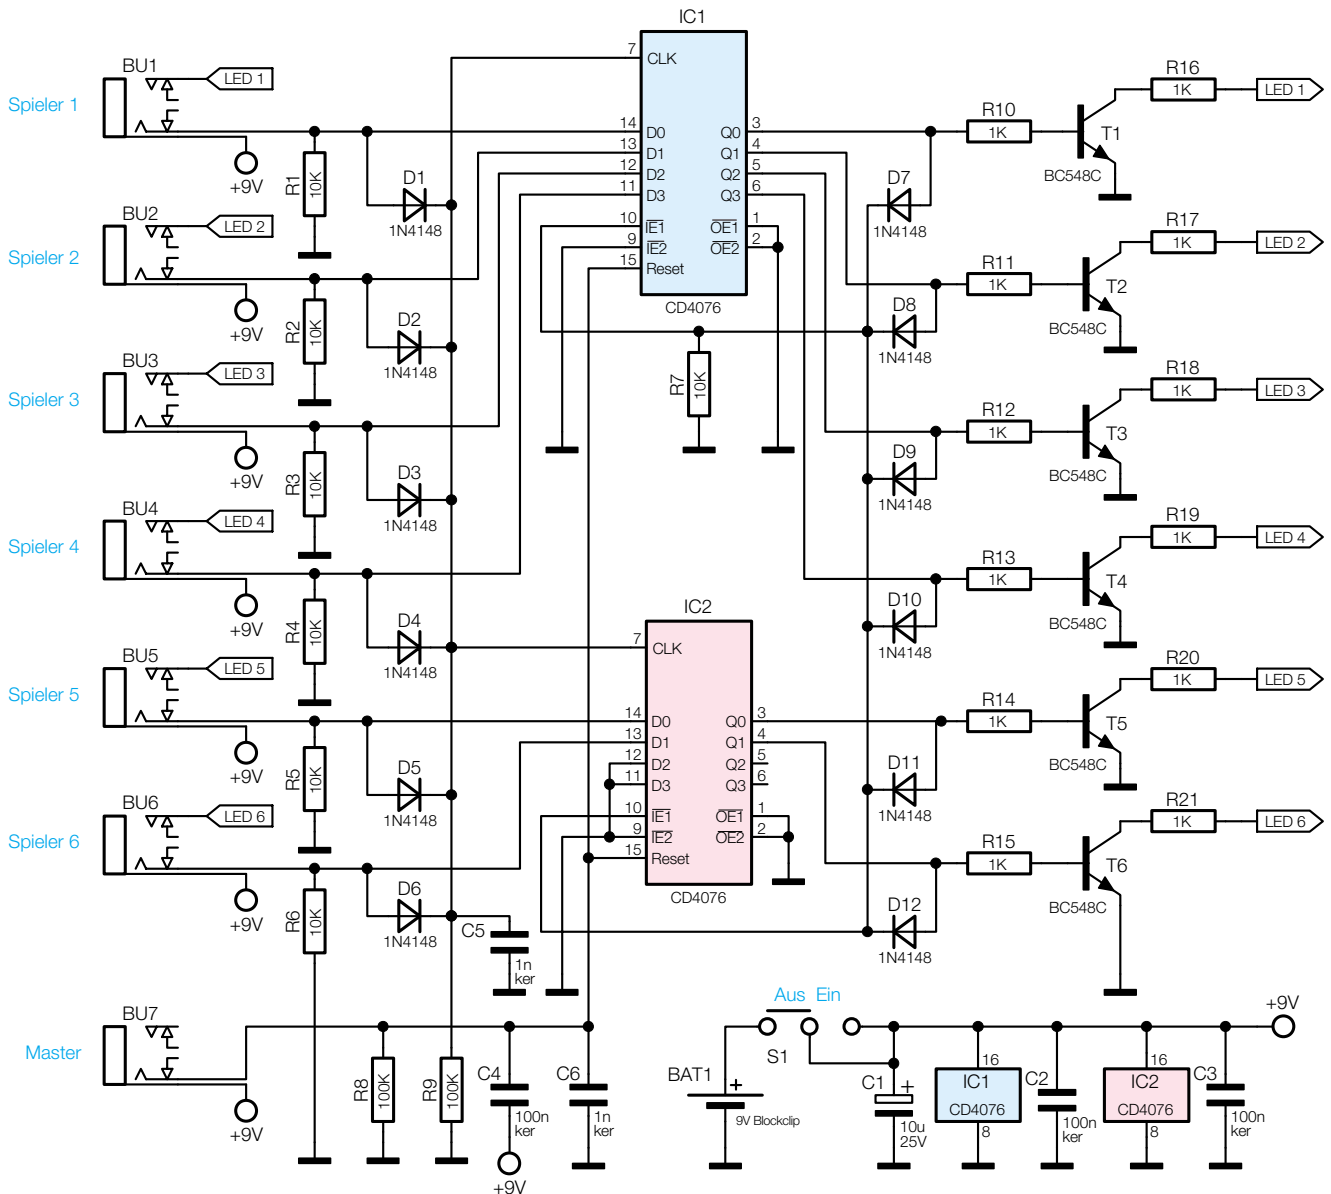 IC1
7 CLK
14 D0
13 D1
12 D2
11 D3
10 IE1
9 IE2
15 Reset
Q0 3
Q1 4
Q2 5
Q3 6
OE1 1
OE2 2
CD4076
Spieler 1
BU1
LED 1
+9V
R1
10K
D1
1N4148
Spieler 2
BU2
LED 2
+9V
R2
10K
D2
1N4148
Spieler 3
BU3
LED 3
+9V
R3
10K
D3
1N4148
Spieler 4
BU4
LED 4
+9V
R4
10K
D4
1N4148
Spieler 5
BU5
LED 5
+9V
R5
10K
D5
1N4148
Spieler 6
BU6
LED 6
+9V
R6
10K
D6
1N4148
C5
1n
ker
Master
BU7
+9V
R8
100K
R9
100K
C4
100n
ker
+9V
C6
1n
ker
R7
10K
IC2
7 CLK
14 D0
13 D1
12 D2
11 D3
10 IE1
9 IE2
15 Reset
Q0 3
Q1 4
Q2 5
Q3 6
OE1 1
OE2 2
CD4076
D7
1N4148
R10
1K
T1
BC548C
R16
1K
LED 1
D8
1N4148
R11
1K
T2
BC548C
R17
1K
LED 2
D9
1N4148
R12
1K
T3
BC548C
R18
1K
LED 3
D10
1N4148
R13
1K
T4
BC548C
R19
1K
LED 4
D11
1N4148
R14
1K
T5
BC548C
R20
1K
LED 5
D12
1N4148
R15
1K
T6
BC548C
R21
1K
LED 6
Aus Ein
S1
BAT1
+
9V Blockclip
C1
+
10u
25V
16
IC1
CD4076
8
C2
100n
ker
16
IC2
CD4076
8
C3
100n
ker
+9V